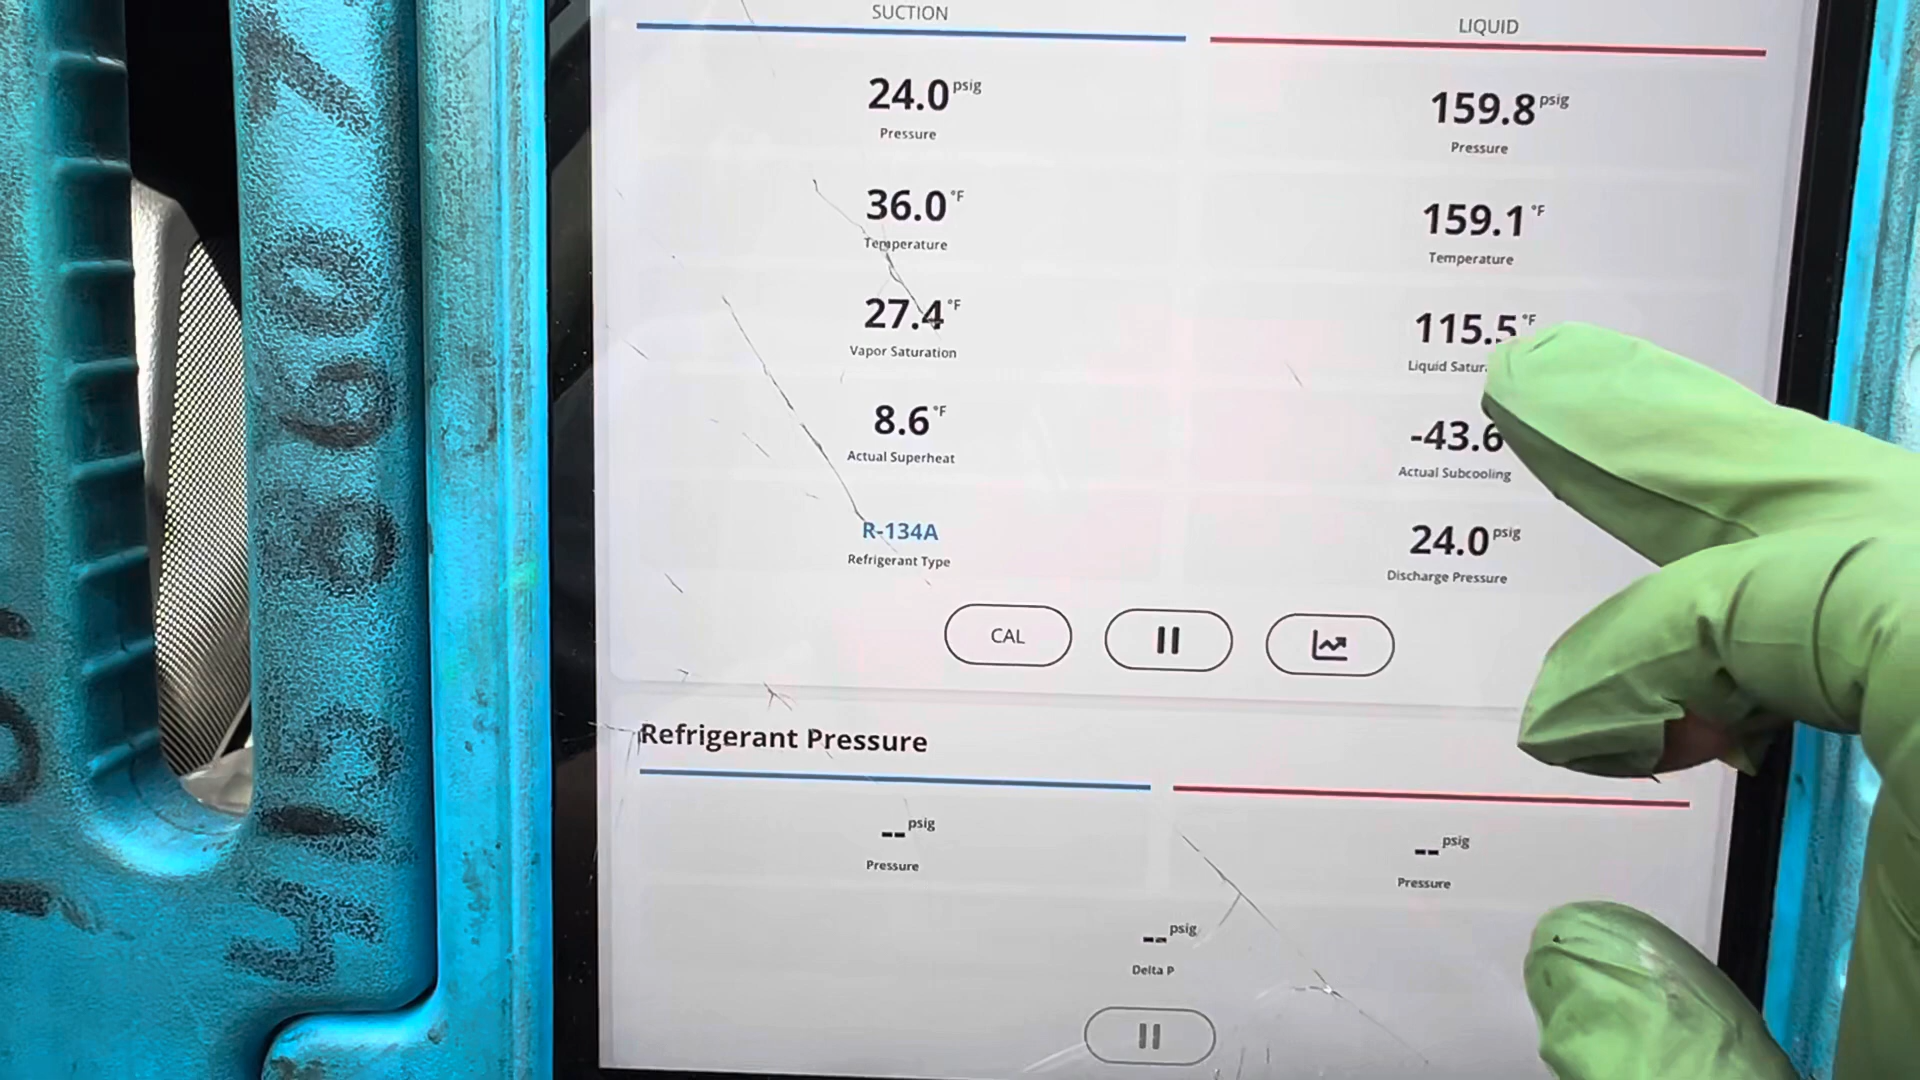 SUCTION
LIQUID
24.0 psig
Pressure
159.8 psig
Pressure
36.0 °F
Temperature
159.1 °F
Temperature
27.4 °F
Vapor Saturation
115.5 °F
Liquid Satur
8.6 °F
Actual Superheat
-43.6
Actual Subcooling
R-134A
Refrigerant Type
24.0 psig
Discharge Pressure
CAL
Refrigerant Pressure
-- psig
Pressure
-- psig
Pressure
-- psig
Delta P